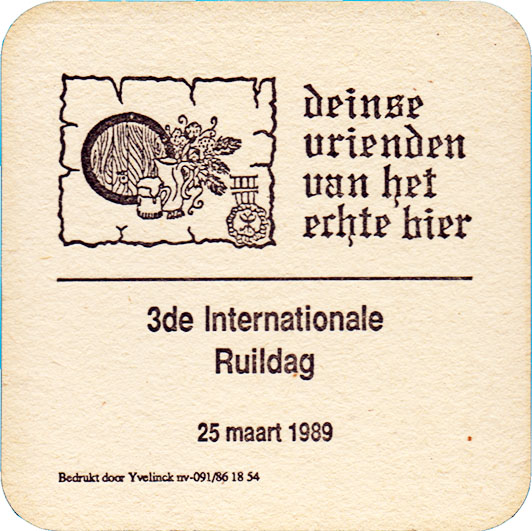 deinse
vrienden
van het
echte bier
3de Internationale
Ruildag
25 maart 1989
Bedrukt door Yvelinck nv-091/86 18 54